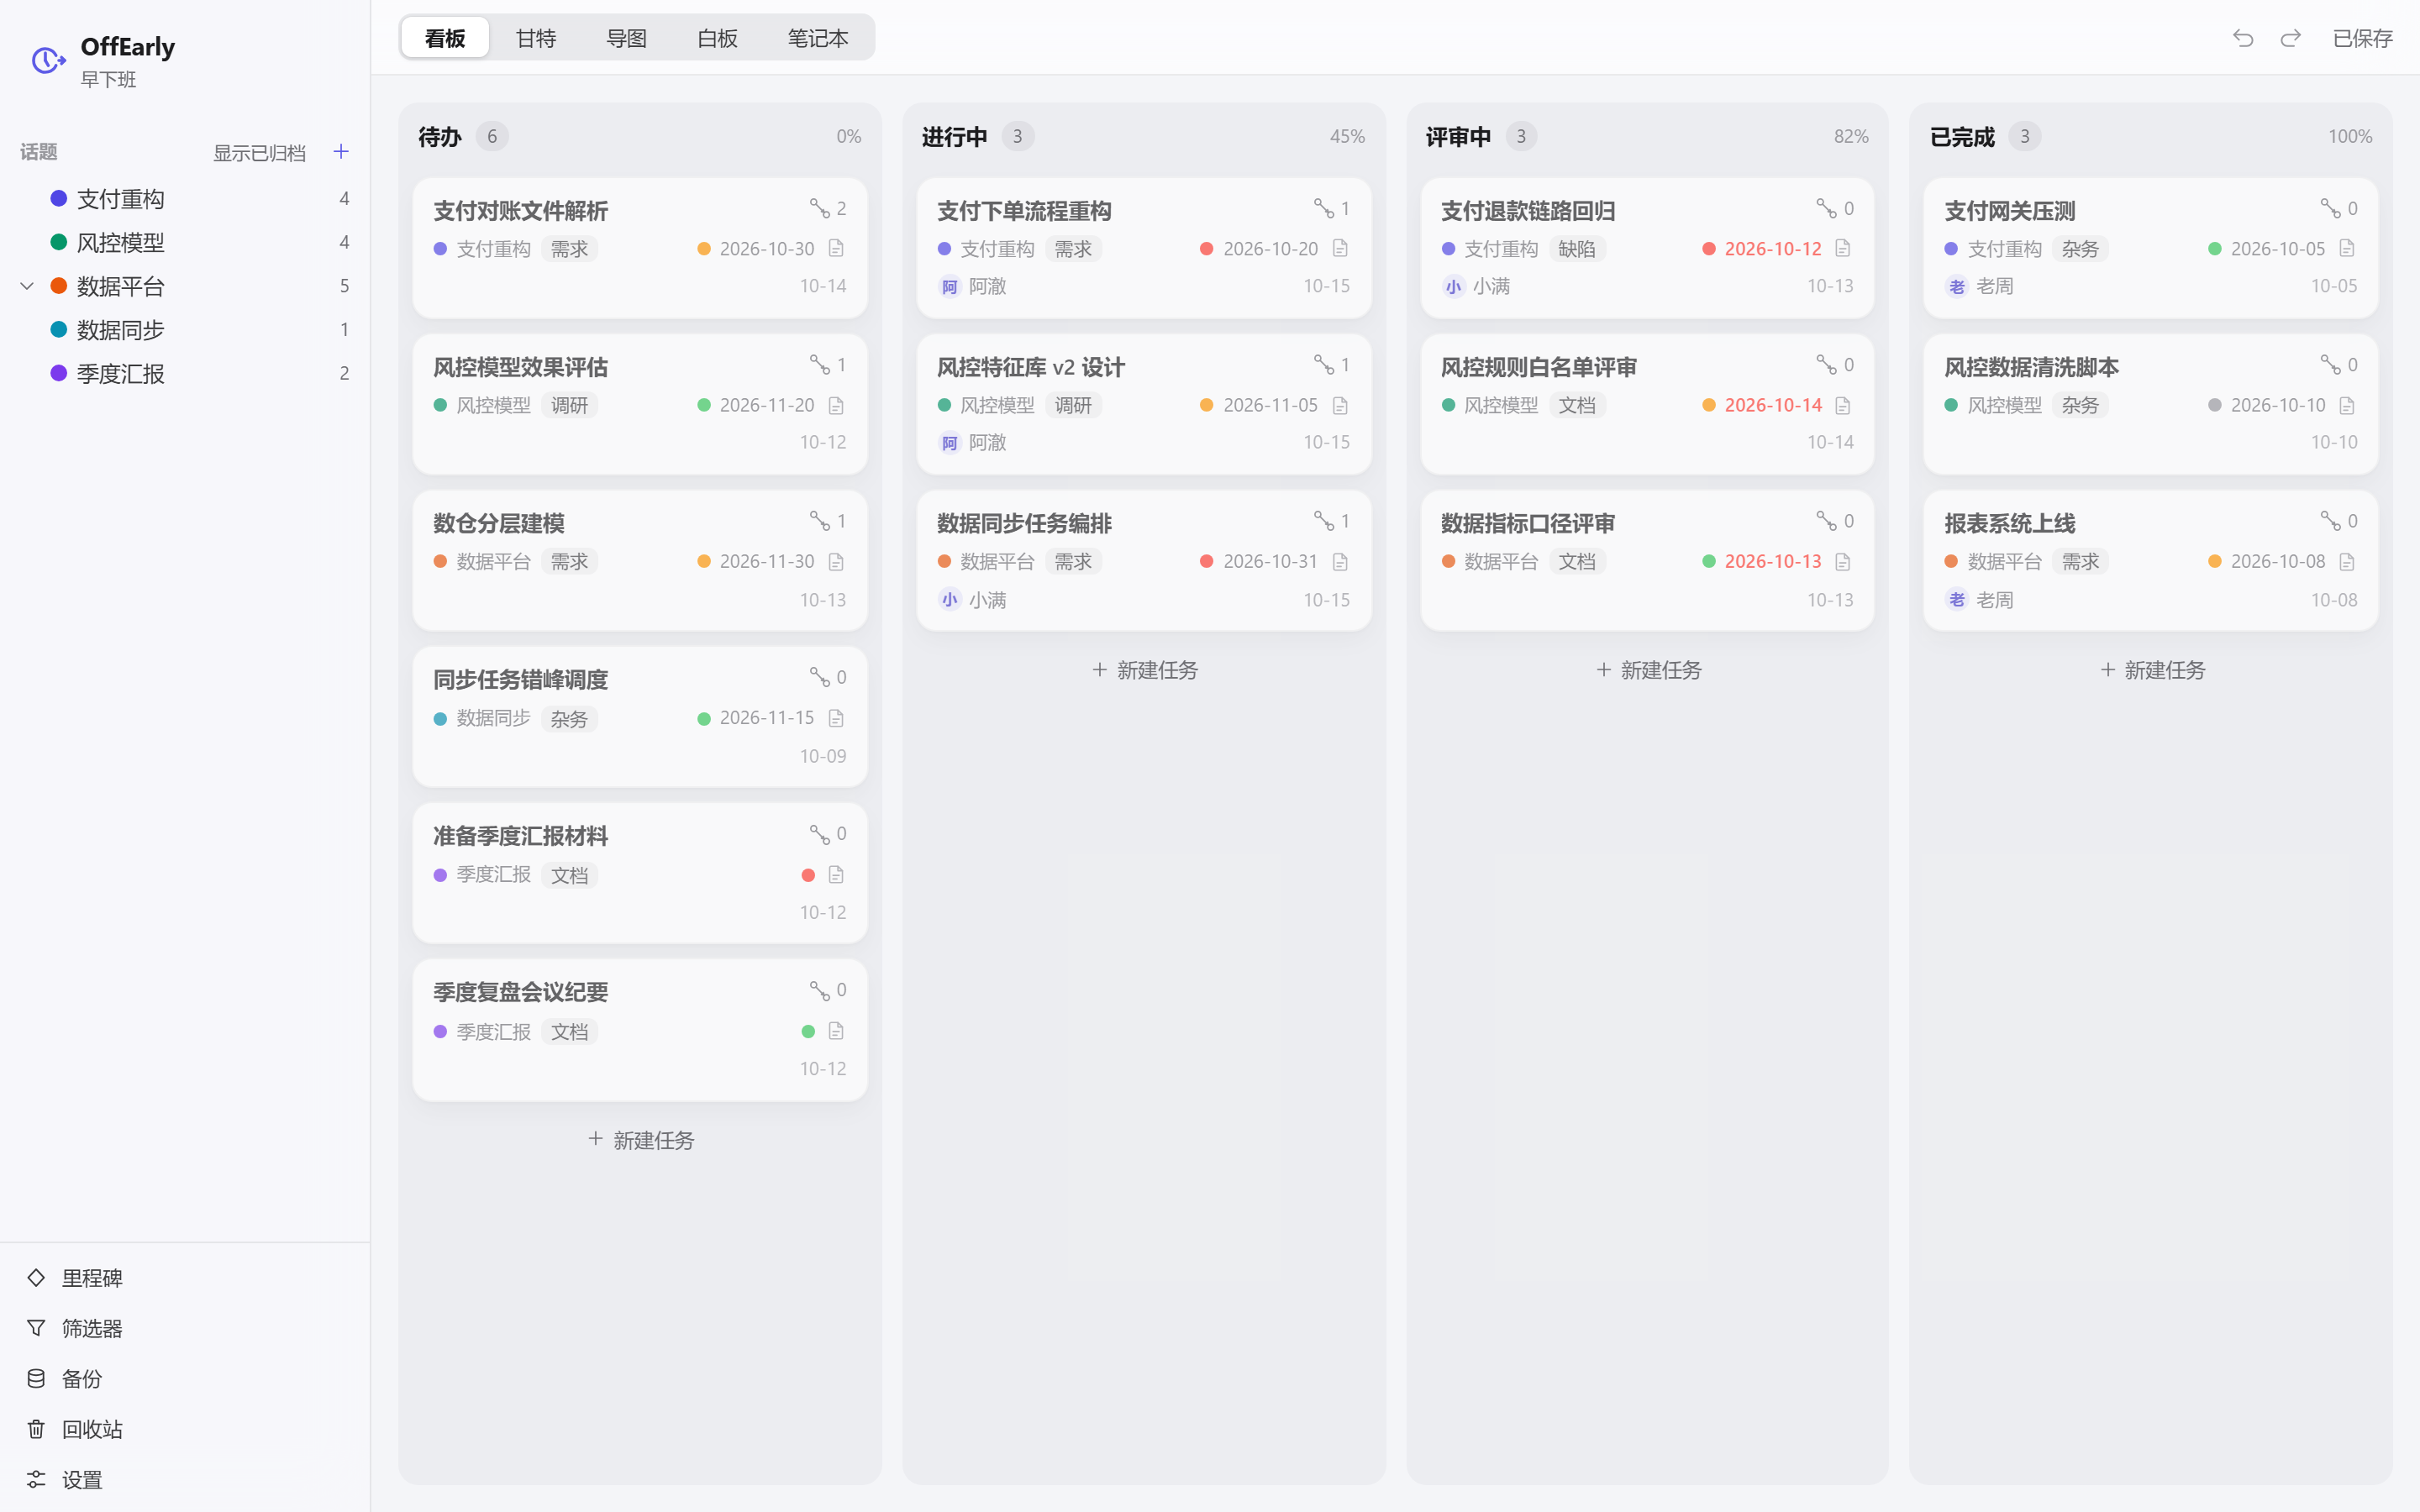 OffEarly
早下班
话题 显示已归档
支付重构 4
风控模型 4
数据平台 5
数据同步 1
季度汇报 2
里程碑
筛选器
备份
回收站
设置
看板 甘特 导图 白板 笔记本
已保存
待办 6 0%
支付对账文件解析 2
支付重构 需求 2026-10-30
10-14
风控模型效果评估 1
风控模型 调研 2026-11-20
10-12
数仓分层建模 1
数据平台 需求 2026-11-30
10-13
同步任务错峰调度 0
数据同步 杂务 2026-11-15
10-09
准备季度汇报材料 0
季度汇报 文档
10-12
季度复盘会议纪要 0
季度汇报 文档
10-12
+ 新建任务
进行中 3 45%
支付下单流程重构 1
支付重构 需求 2026-10-20
阿 阿澈 10-15
风控特征库 v2 设计 1
风控模型 调研 2026-11-05
阿 阿澈 10-15
数据同步任务编排 1
数据平台 需求 2026-10-31
小 小满 10-15
+ 新建任务
评审中 3 82%
支付退款链路回归 0
支付重构 缺陷 2026-10-12
小 小满 10-13
风控规则白名单评审 0
风控模型 文档 2026-10-14
10-14
数据指标口径评审 0
数据平台 文档 2026-10-13
10-13
+ 新建任务
已完成 3 100%
支付网关压测 0
支付重构 杂务 2026-10-05
老 老周 10-05
风控数据清洗脚本 0
风控模型 杂务 2026-10-10
10-10
报表系统上线 0
数据平台 需求 2026-10-08
老 老周 10-08
+ 新建任务